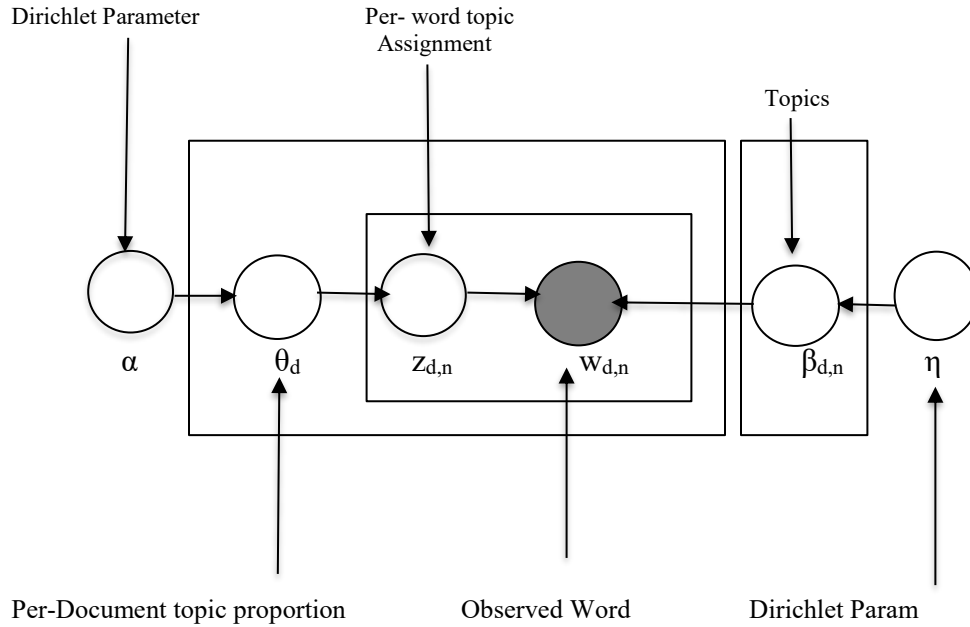 Dirichlet Parameter
Per- word topic
Assignment
Topics
α
θd
zd,n
wd,n
βd,n
η
Per-Document topic proportion
Observed Word
Dirichlet Param